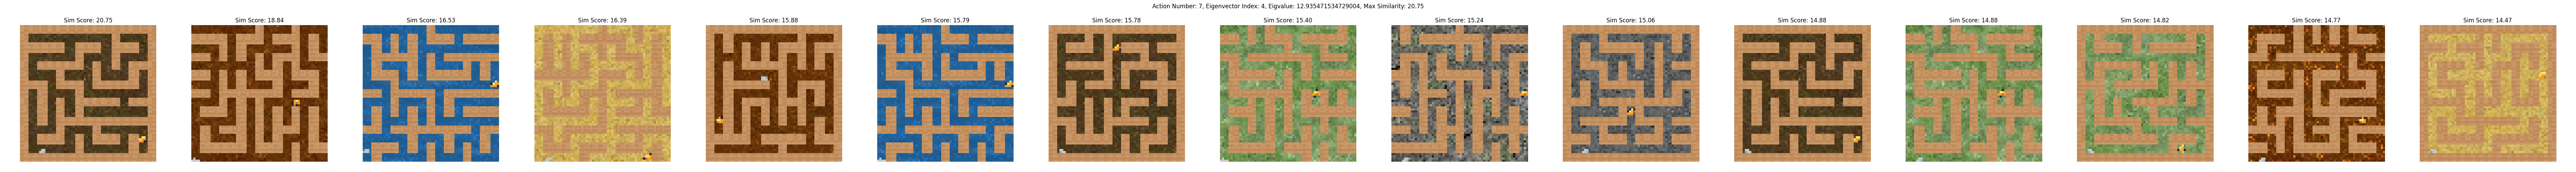 Action Number: 7, Eigenvector Index: 4, Eigvalue: 12.935471534729004, Max Similarity: 20.75
Sim Score: 20.75
Sim Score: 18.84
Sim Score: 16.53
Sim Score: 16.39
Sim Score: 15.88
Sim Score: 15.79
Sim Score: 15.78
Sim Score: 15.40
Sim Score: 15.24
Sim Score: 15.06
Sim Score: 14.88
Sim Score: 14.88
Sim Score: 14.82
Sim Score: 14.77
Sim Score: 14.47